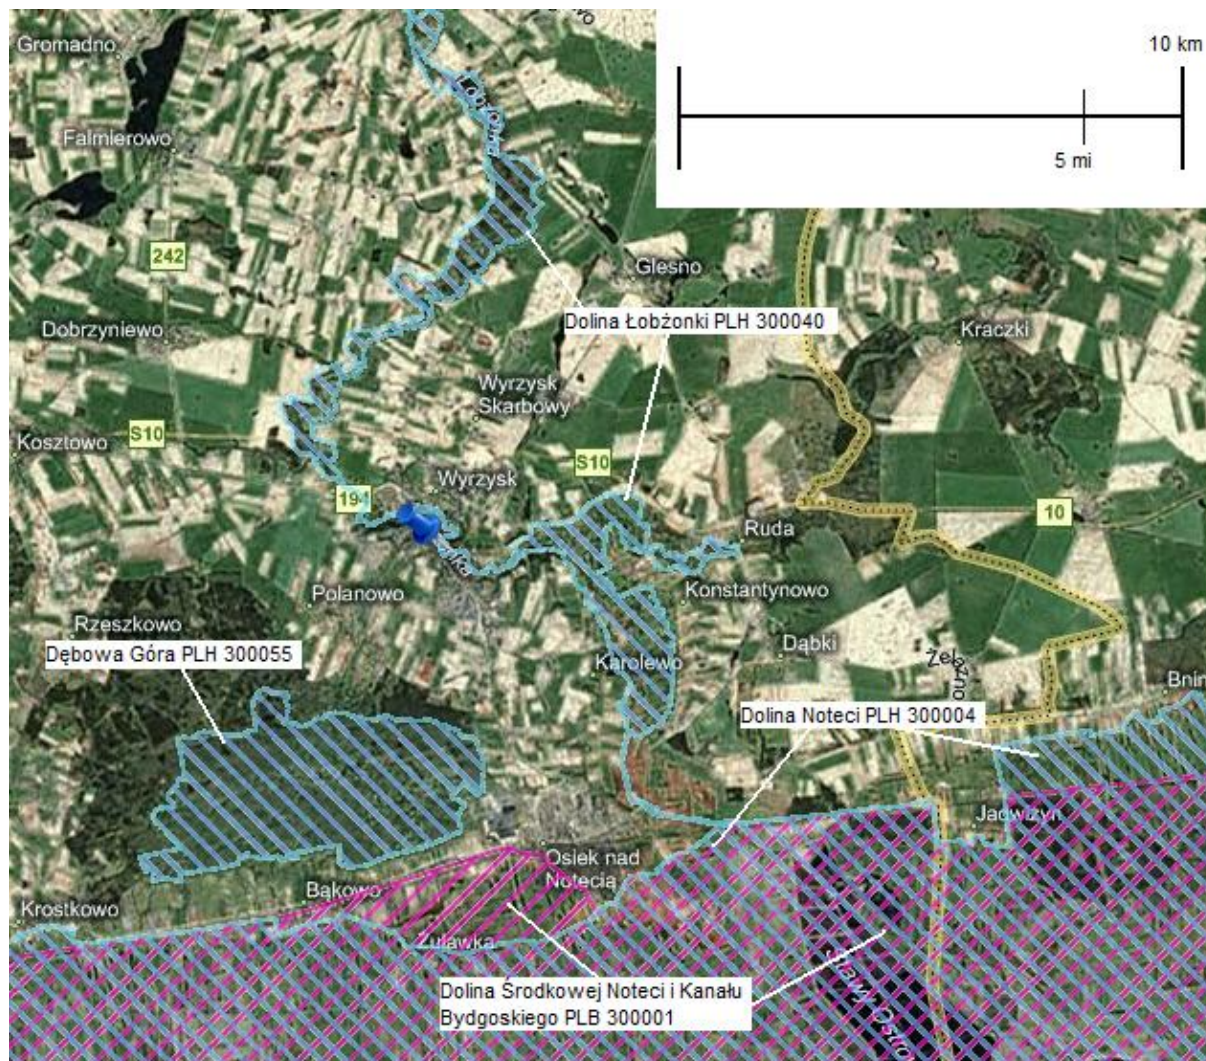 Gromadno
10 km
Falmierowo
5 mi
242
Glesno
Dobrzyniewo
Dolina Łobżonki PLH 300040
Kraczki
Wyrzysk
Skarbowy
Kosztowo
S10
S10
194
Wyrzysk
10
Ruda
Polanowo
Konstantynowo
Rzeszkowo
Dąbki
Dębowa Góra PLH 300055
Karolewo
Dolina Noteci PLH 300004
Jadwiżyn
Osiek nad
Notecią
Bąkowo
Krostkowo
Żuławka
Dolina Środkowej Noteci i Kanału
Bydgoskiego PLB 300001